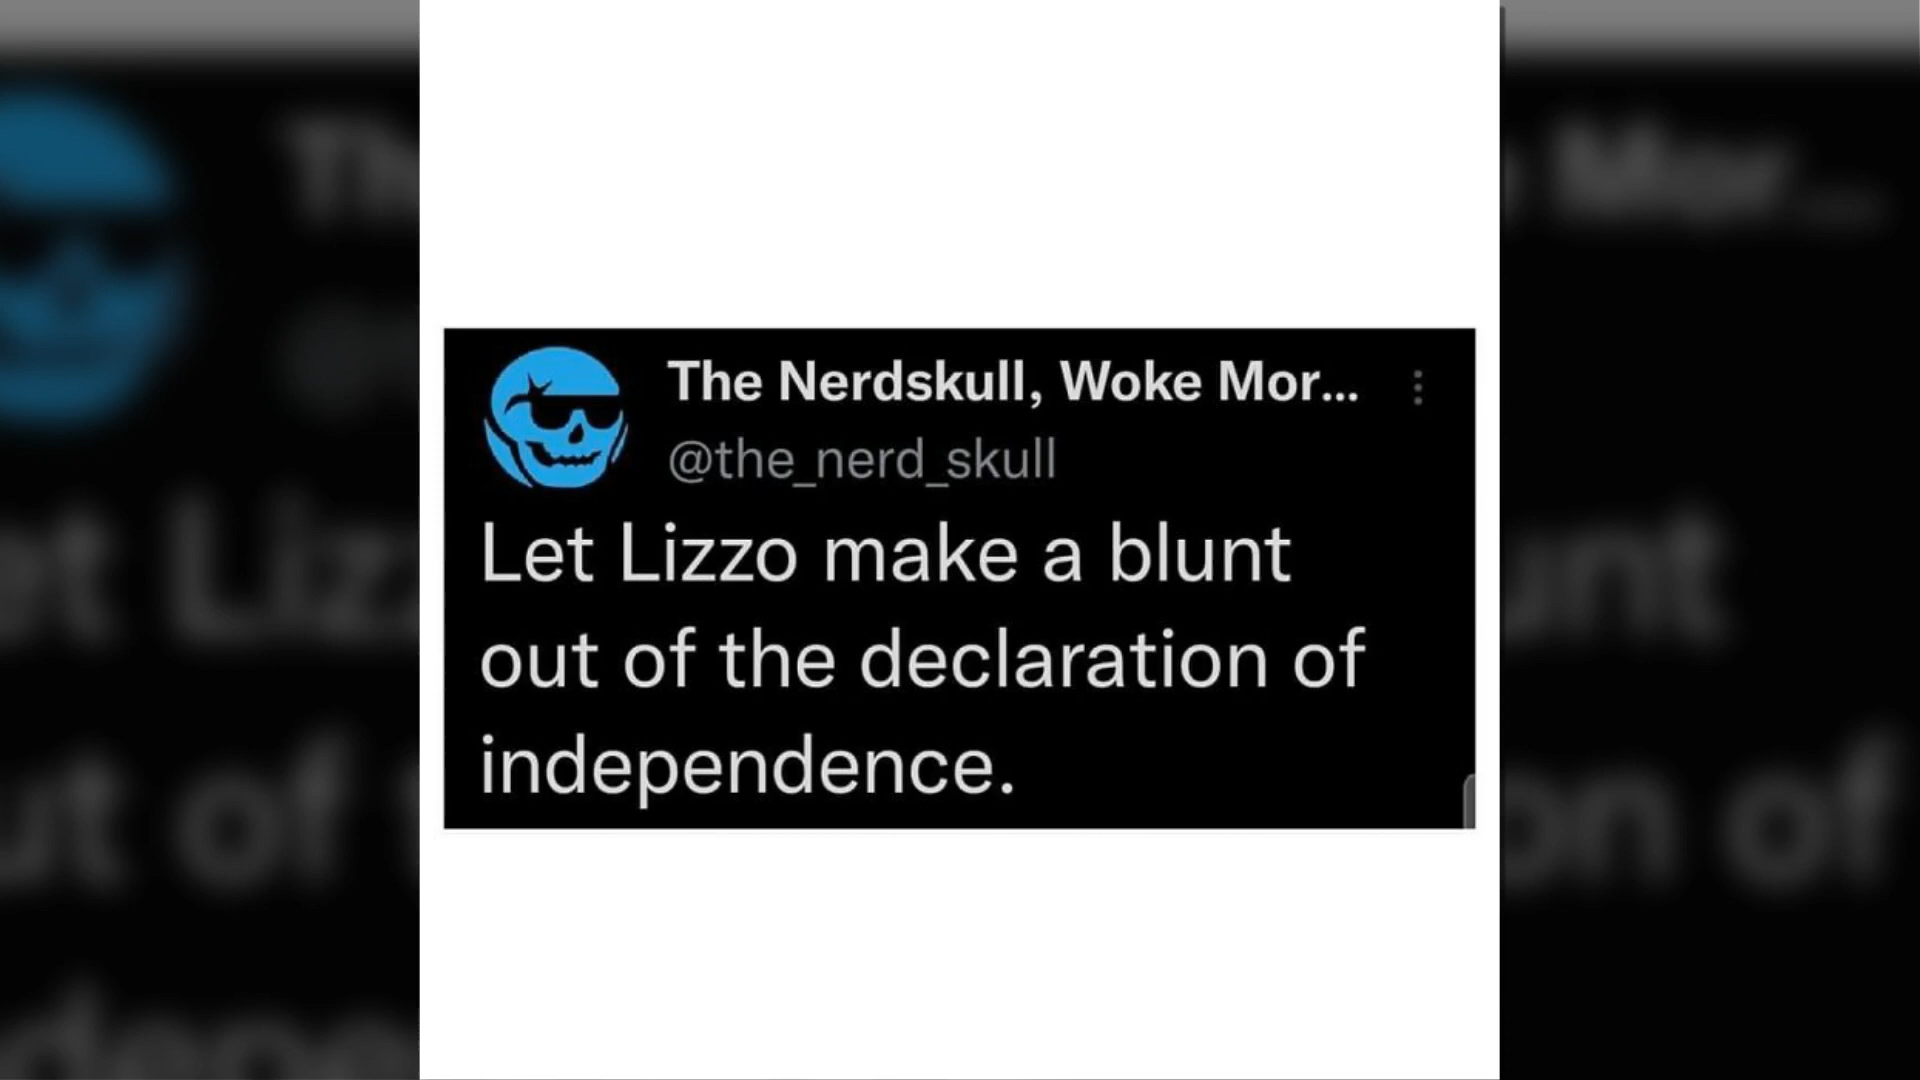 The Nerdskull, Woke Mor...
@the_nerd_skull
Let Lizzo make a blunt
out of the declaration of
independence.